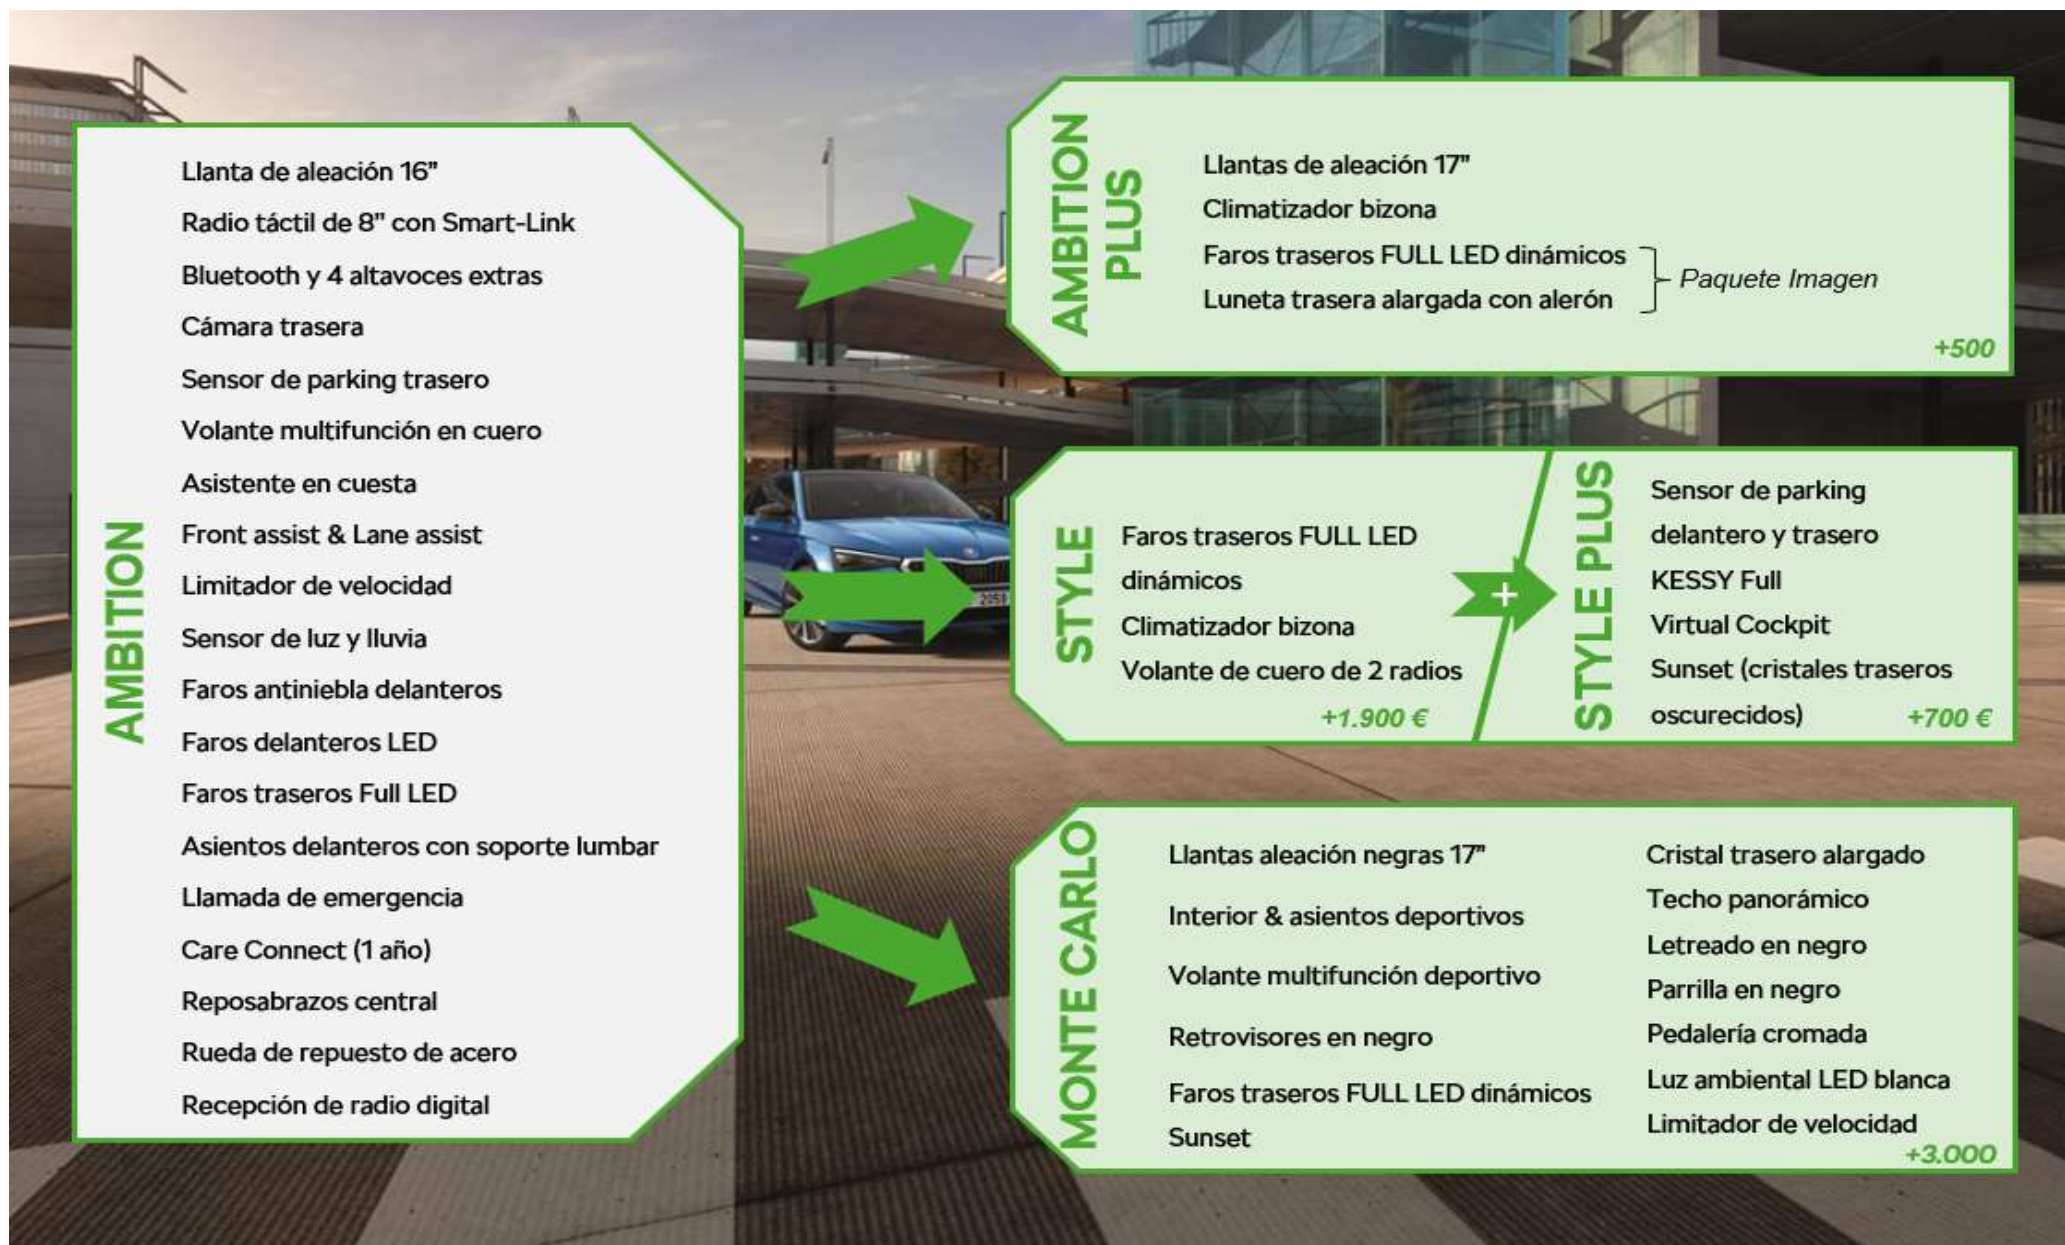 AMBITION
Llanta de aleación 16"
Radio táctil de 8" con Smart-Link
Bluetooth y 4 altavoces extras
Cámara trasera
Sensor de parking trasero
Volante multifunción en cuero
Asistente en cuesta
Front assist & Lane assist
Limitador de velocidad
Sensor de luz y lluvia
Faros antiniebla delanteros
Faros delanteros LED
Faros traseros Full LED
Asientos delanteros con soporte lumbar
Llamada de emergencia
Care Connect (1 año)
Reposabrazos central
Rueda de repuesto de acero
Recepción de radio digital
AMBITION
PLUS
Llantas de aleación 17"
Climatizador bizona
Faros traseros FULL LED dinámicos
Luneta trasera alargada con alerón
Paquete Imagen
+500
STYLE
Faros traseros FULL LED
dinámicos
Climatizador bizona
Volante de cuero de 2 radios
+1.900 €
+
STYLE PLUS
Sensor de parking
delantero y trasero
KESSY Full
Virtual Cockpit
Sunset (cristales traseros
oscurecidos)
+700 €
MONTE CARLO
Llantas aleación negras 17"
Interior & asientos deportivos
Volante multifunción deportivo
Retrovisores en negro
Faros traseros FULL LED dinámicos
Sunset
Cristal trasero alargado
Techo panorámico
Letreado en negro
Parrilla en negro
Pedalería cromada
Luz ambiental LED blanca
Limitador de velocidad
+3.000